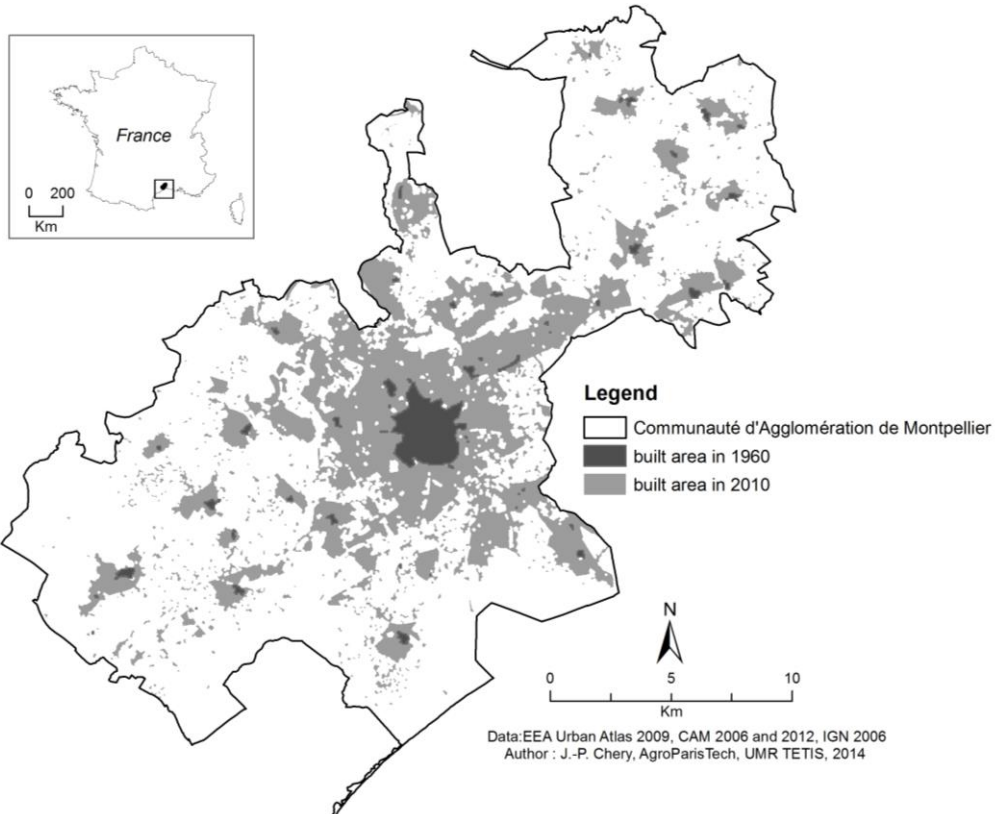 France
0 200
Km
Legend
Communauté d'Agglomération de Montpellier
built area in 1960
built area in 2010
N
0 5 10
Km
Data:EEA Urban Atlas 2009, CAM 2006 and 2012, IGN 2006
Author : J.-P. Chery, AgroParisTech, UMR TETIS, 2014